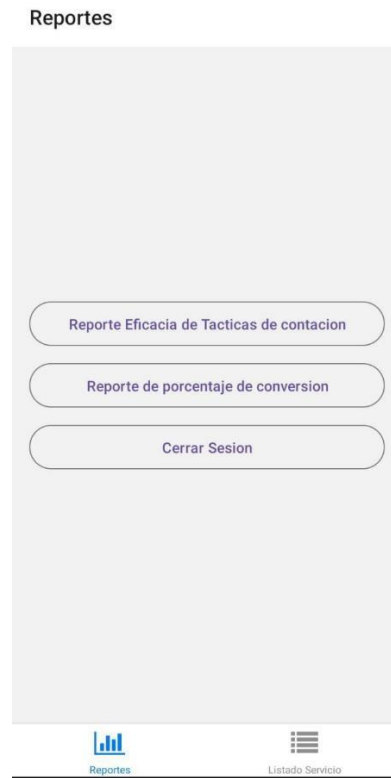 Reportes
Reporte Eficacia de Tacticas de contacion
Reporte de porcentaje de conversion
Cerrar Sesion
Reportes
Listado Servicio